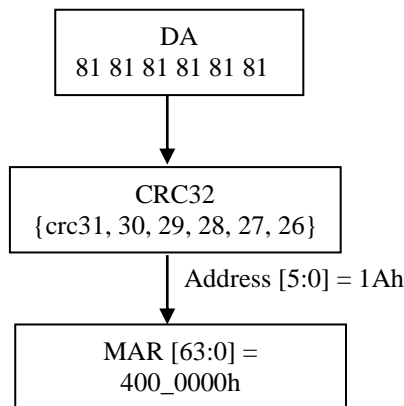 DA
81 81 81 81 81 81
CRC32
{crc31, 30, 29, 28, 27, 26}
Address [5:0] = 1Ah
MAR [63:0] =
400_0000h